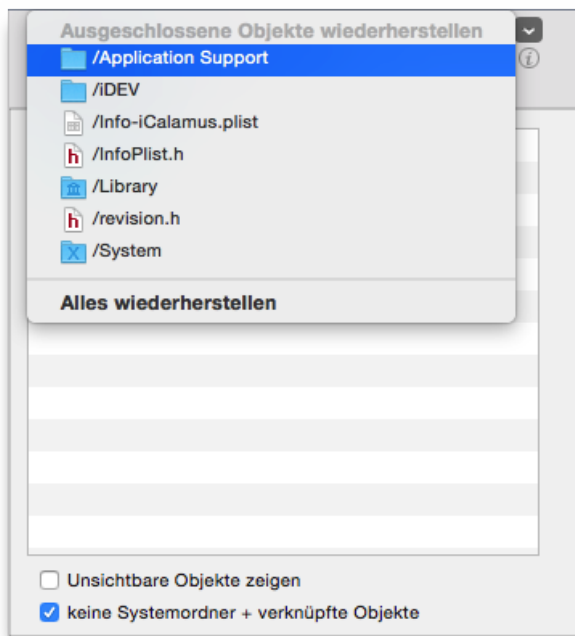 Ausgeschlossene Objekte wiederherstellen
/Application Support
/iDEV
/Info-iCalamus.plist
/InfoPlist.h
/Library
/revision.h
/System
Alles wiederherstellen
Unsichtbare Objekte zeigen
keine Systemordner + verknüpfte Objekte